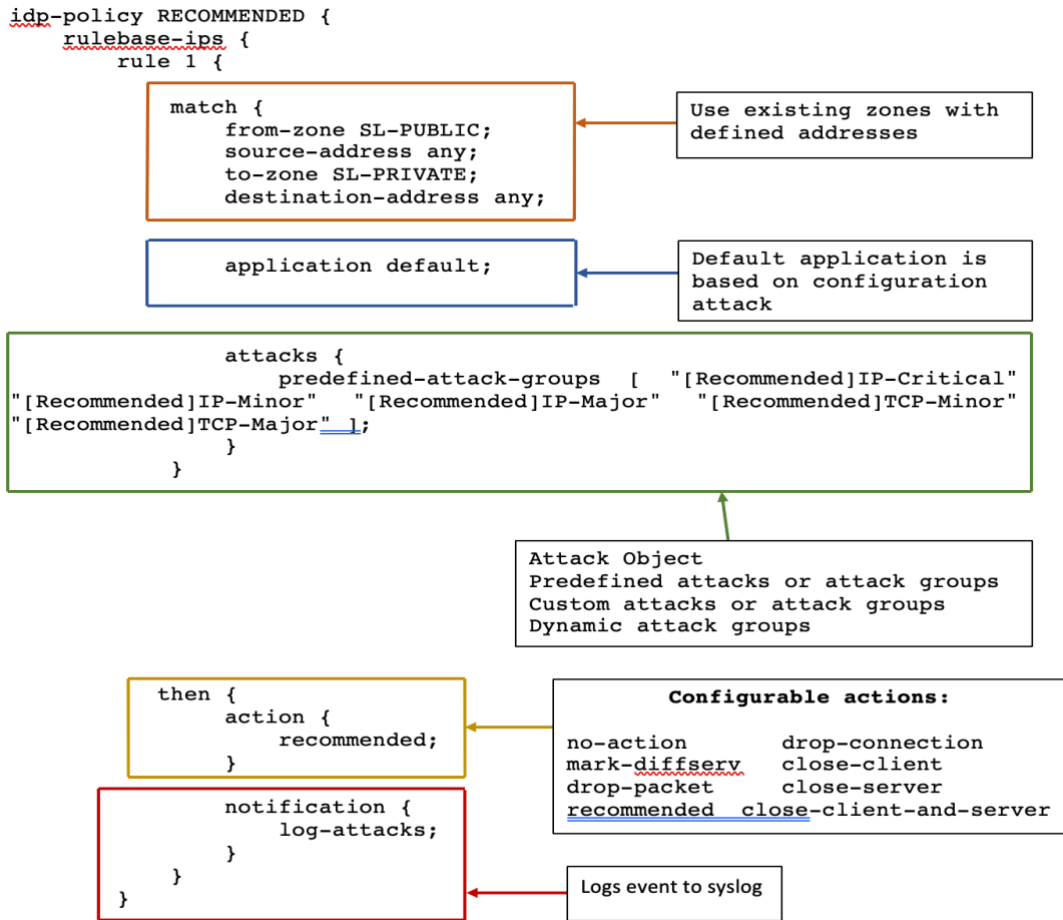 idp-policy RECOMMENDED {
rulebase-ips {
rule 1 {
match {
from-zone SL-PUBLIC;
source-address any;
to-zone SL-PRIVATE;
destination-address any;
Use existing zones with
defined addresses
application default;
Default application is
based on configuration
attack
attacks {
predefined-attack-groups [ "[Recommended]IP-Critical"
"[Recommended]IP-Minor" "[Recommended]IP-Major" "[Recommended]TCP-Minor"
"[Recommended]TCP-Major" ];
}
}
Attack Object
Predefined attacks or attack groups
Custom attacks or attack groups
Dynamic attack groups
then {
action {
recommended;
}
Configurable actions:
no-action drop-connection
mark-diffserv close-client
drop-packet close-server
recommended close-client-and-server
notification {
log-attacks;
}
}
}
Logs event to syslog